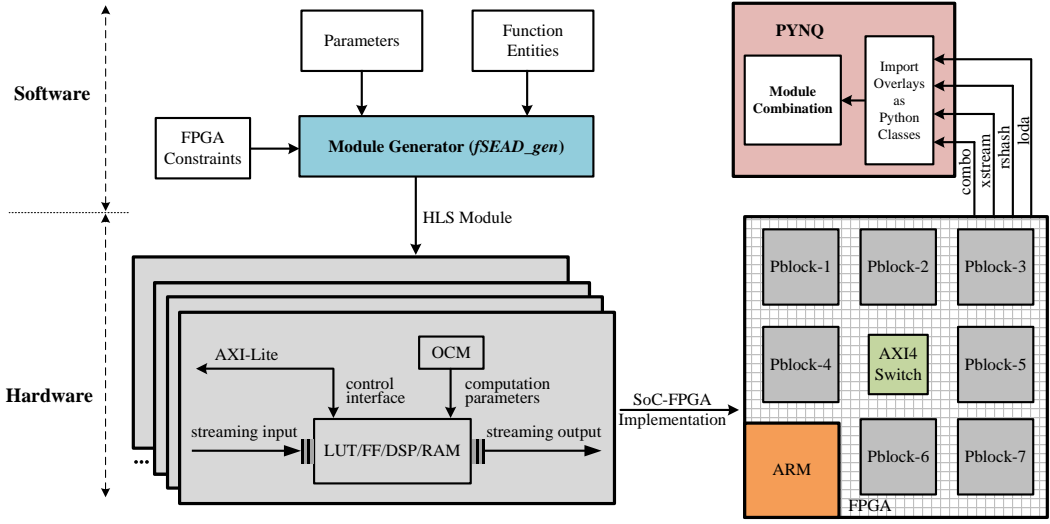 Software
Parameters
Function
Entities
FPGA
Constraints
Module Generator (fSEAD_gen)
HLS Module
PYNQ
Module
Combination
Import
Overlays
as
Python
Classes
combo
xstream
rshash
loda
Hardware
AXI-Lite
OCM
control
interface
computation
parameters
streaming input
LUT/FF/DSP/RAM
streaming output
...
SoC-FPGA
Implementation
Pblock-1
Pblock-2
Pblock-3
Pblock-4
AXI4
Switch
Pblock-5
ARM
Pblock-6
Pblock-7
FPGA